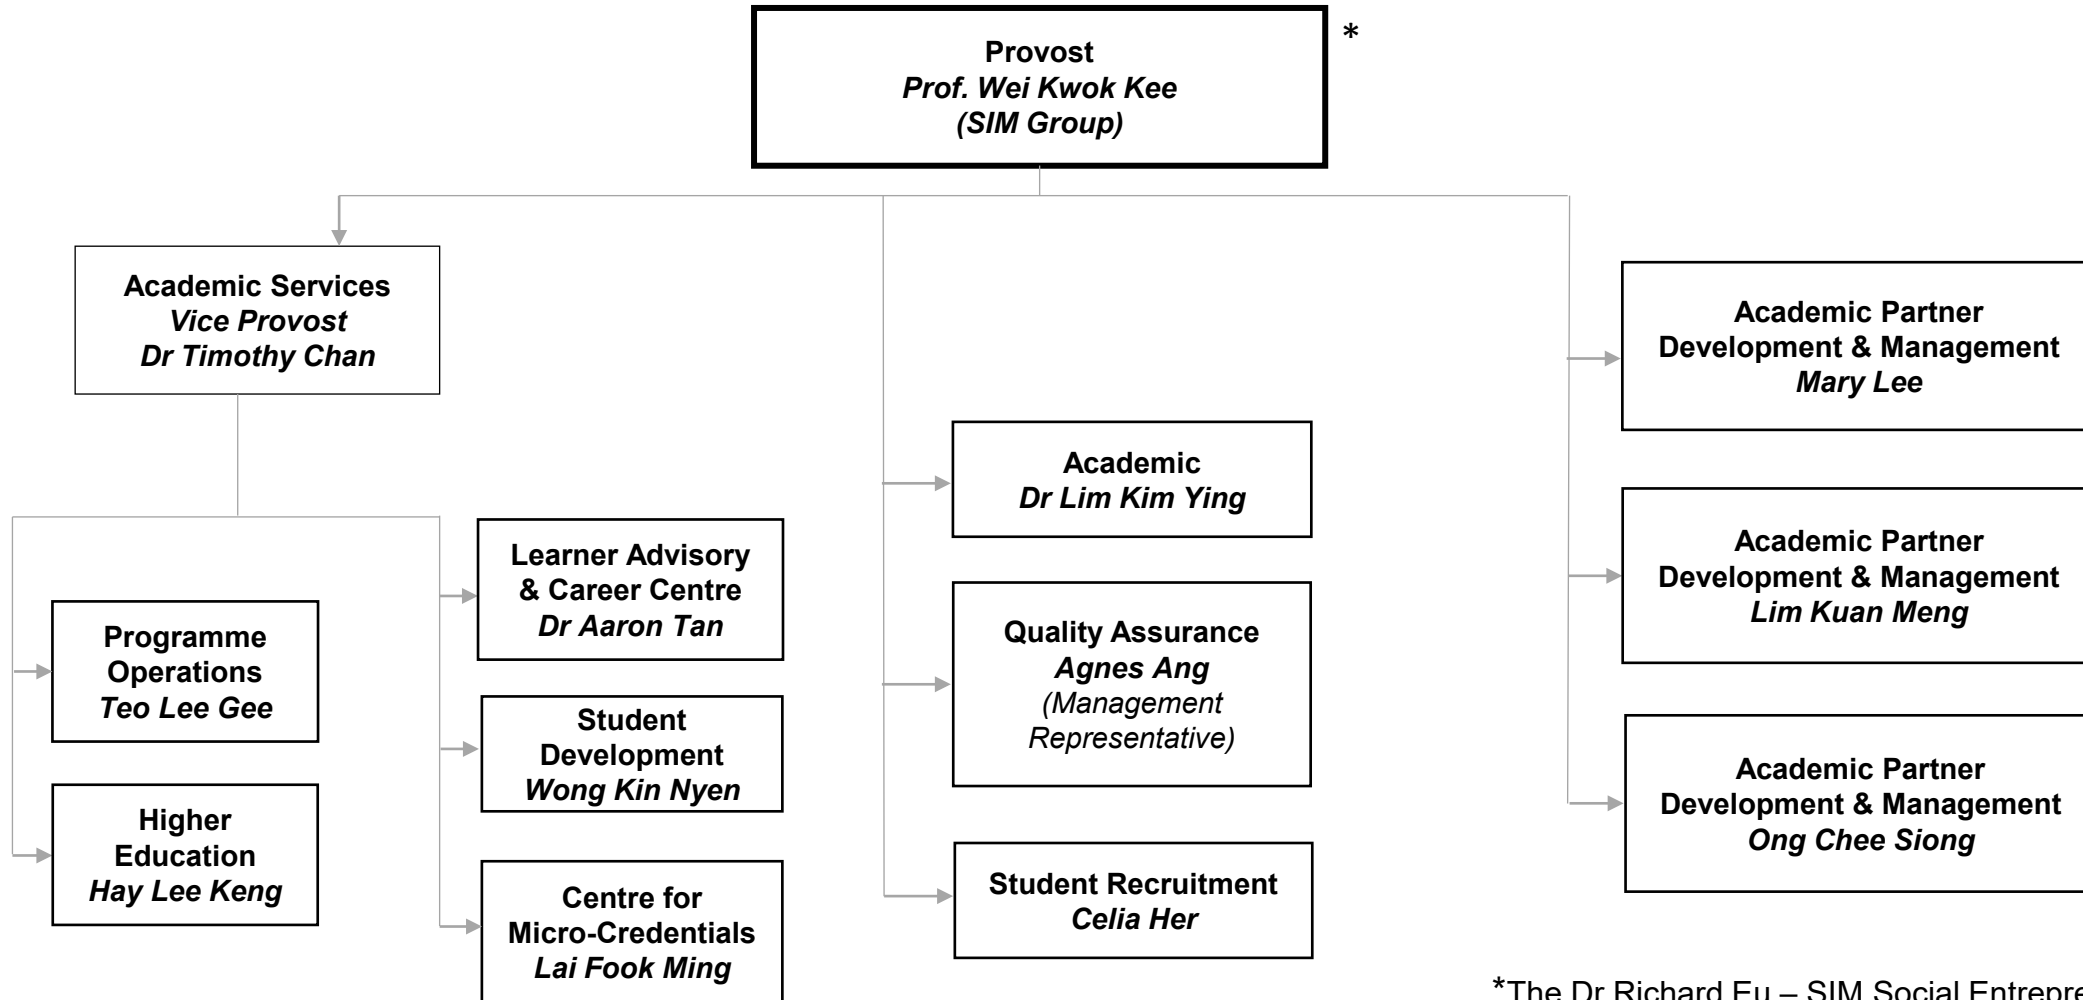 Provost
Prof. Wei Kwok Kee
(SIM Group)
*
Academic Services
Vice Provost
Dr Timothy Chan
Programme
Operations
Teo Lee Gee
Higher
Education
Hay Lee Keng
Learner Advisory
& Career Centre
Dr Aaron Tan
Student
Development
Wong Kin Nyen
Centre for
Micro-Credentials
Lai Fook Ming
Academic
Dr Lim Kim Ying
Quality Assurance
Agnes Ang
(Management
Representative)
Student Recruitment
Celia Her
Academic Partner
Development & Management
Mary Lee
Academic Partner
Development & Management
Lim Kuan Meng
Academic Partner
Development & Management
Ong Chee Siong
*The Dr Richard Eu – SIM Social Entrepre